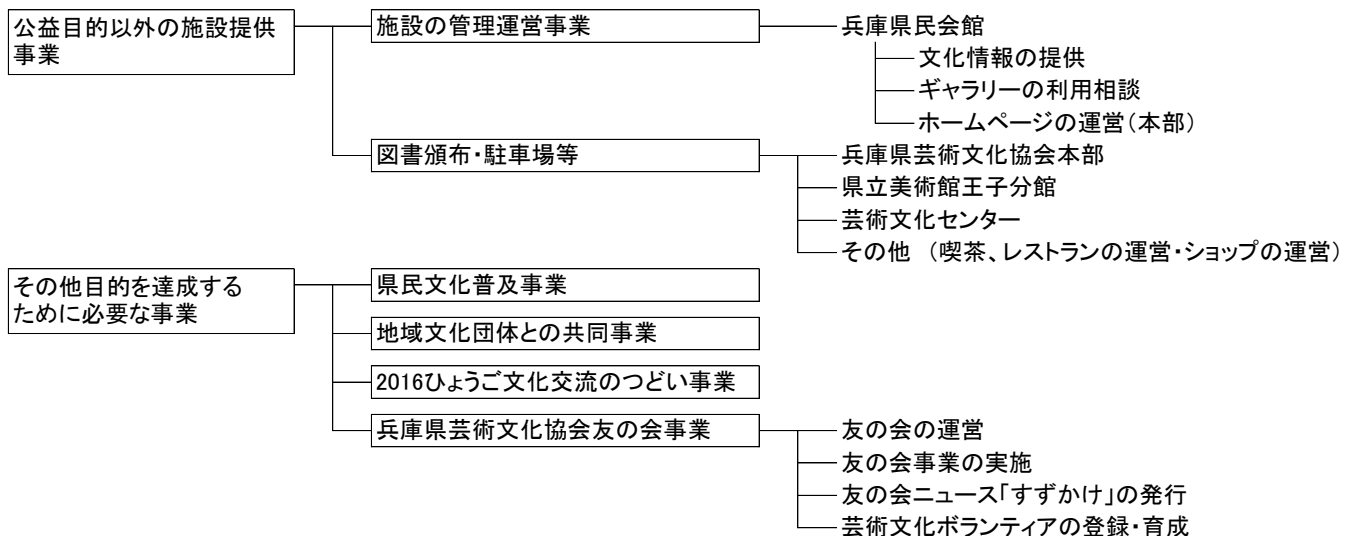 公益目的以外の施設提供
事業
施設の管理運営事業
兵庫県民会館
文化情報の提供
ギャラリーの利用相談
ホームページの運営(本部)
図書頒布・駐車場等
兵庫県芸術文化協会本部
県立美術館王子分館
芸術文化センター
その他 (喫茶、レストランの運営・ショップの運営)
その他目的を達成する
ために必要な事業
県民文化普及事業
地域文化団体との共同事業
2016ひょうご文化交流のつどい事業
兵庫県芸術文化協会友の会事業
友の会の運営
友の会事業の実施
友の会ニュース「すずかけ」の発行
芸術文化ボランティアの登録・育成